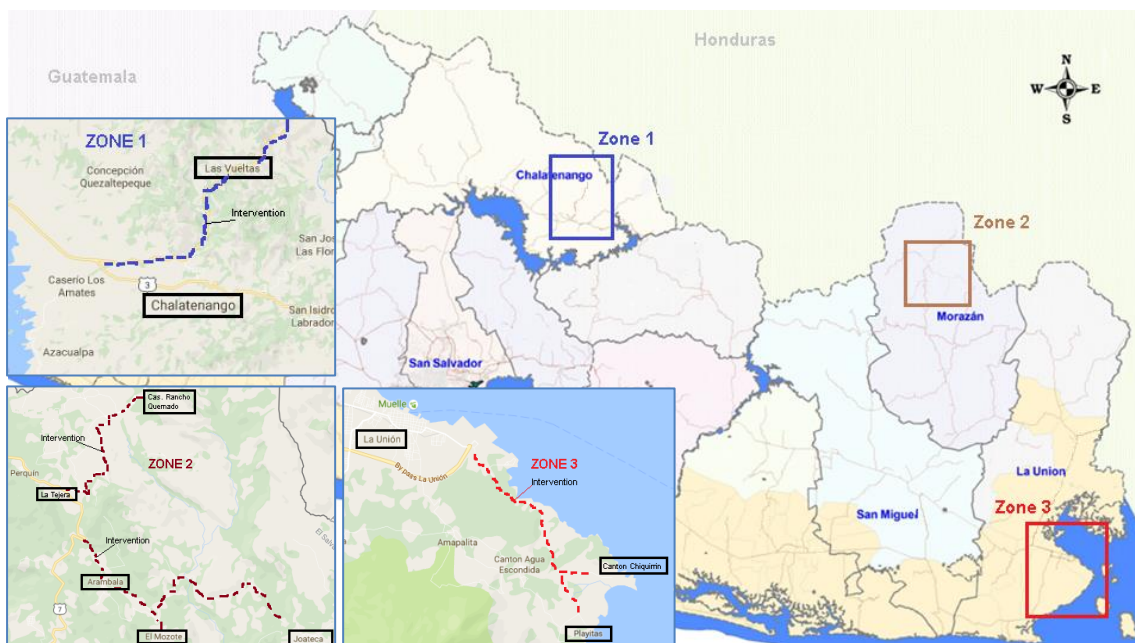 Honduras
Guatemala
N
W E
S
Zone 1
Chalatenango
Zone 2
Morazán
San Salvador
La Union
San Miguel
Zone 3
ZONE 1
Las Vueltas
Concepción
Quezaltepeque
Intervention
San Jos
Las Flor
Caserío Los
Amates
3
Chalatenango
San Isidro
Labrador
Azacualpa
Cas. Rancho
Quemado
Intervention
ZONE 2
Perquín
La Tejera
Intervention
El Salv
Arambala
7
El Mozote
Joateca
Muelle
La Unión
By pass La Unión
ZONE 3
Intervention
Amapalita
Canton Agua
Escondida
Canton Chiquirin
Playitas